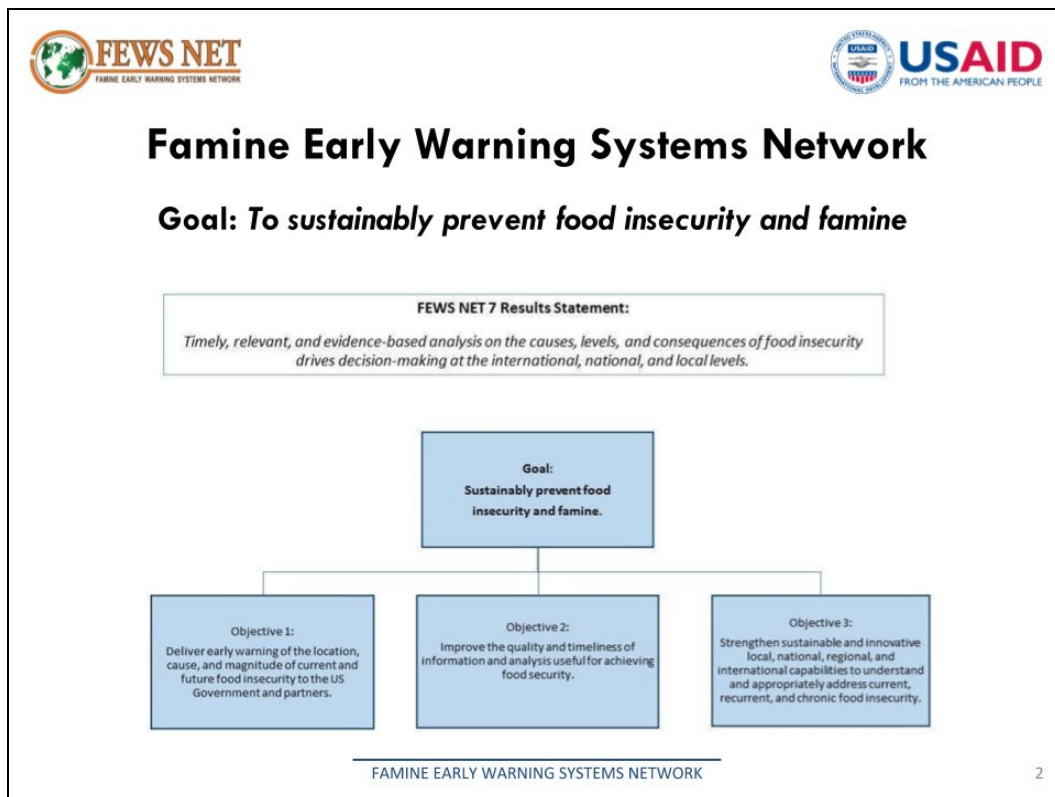 FEWS NET
FAMINE EARLY WARNING SYSTEMS NETWORK
UNITED STATES AGENCY
INTERNATIONAL DEVELOPMENT
USAID
USAID
FROM THE AMERICAN PEOPLE
Famine Early Warning Systems Network
Goal: To sustainably prevent food insecurity and famine
FEWS NET 7 Results Statement:
Timely, relevant, and evidence-based analysis on the causes, levels, and consequences of food insecurity
drives decision-making at the international, national, and local levels.
Goal:
Sustainably prevent food
insecurity and famine.
Objective 1:
Deliver early warning of the location,
cause, and magnitude of current and
future food insecurity to the US
Government and partners.
Objective 2:
Improve the quality and timeliness of
information and analysis useful for achieving
food security.
Objective 3:
Strengthen sustainable and innovative
local, national, regional, and
international capabilities to understand
and appropriately address current,
recurrent, and chronic food insecurity.
FAMINE EARLY WARNING SYSTEMS NETWORK
2